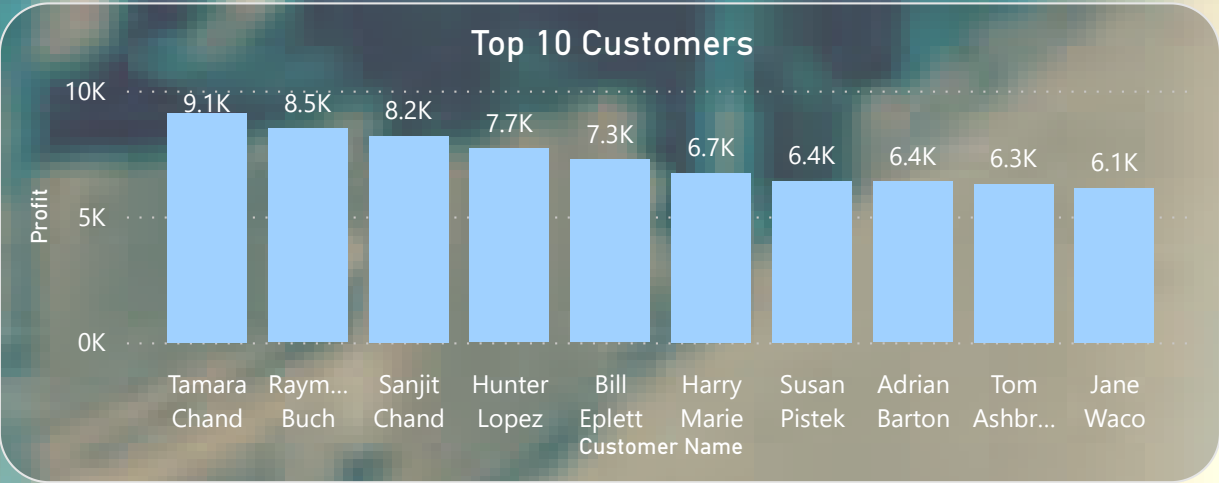 Top 10 Customers
10K
9.1K 8.5K 8.2K 7.7K 7.3K 6.7K 6.4K 6.4K 6.3K 6.1K
Profit
5K
0K
Tamara Raym... Sanjit Hunter Bill Harry Susan Adrian Tom Jane
Chand Buch Chand Lopez Eplett Marie Pistek Barton Ashbr... Waco
Customer Name